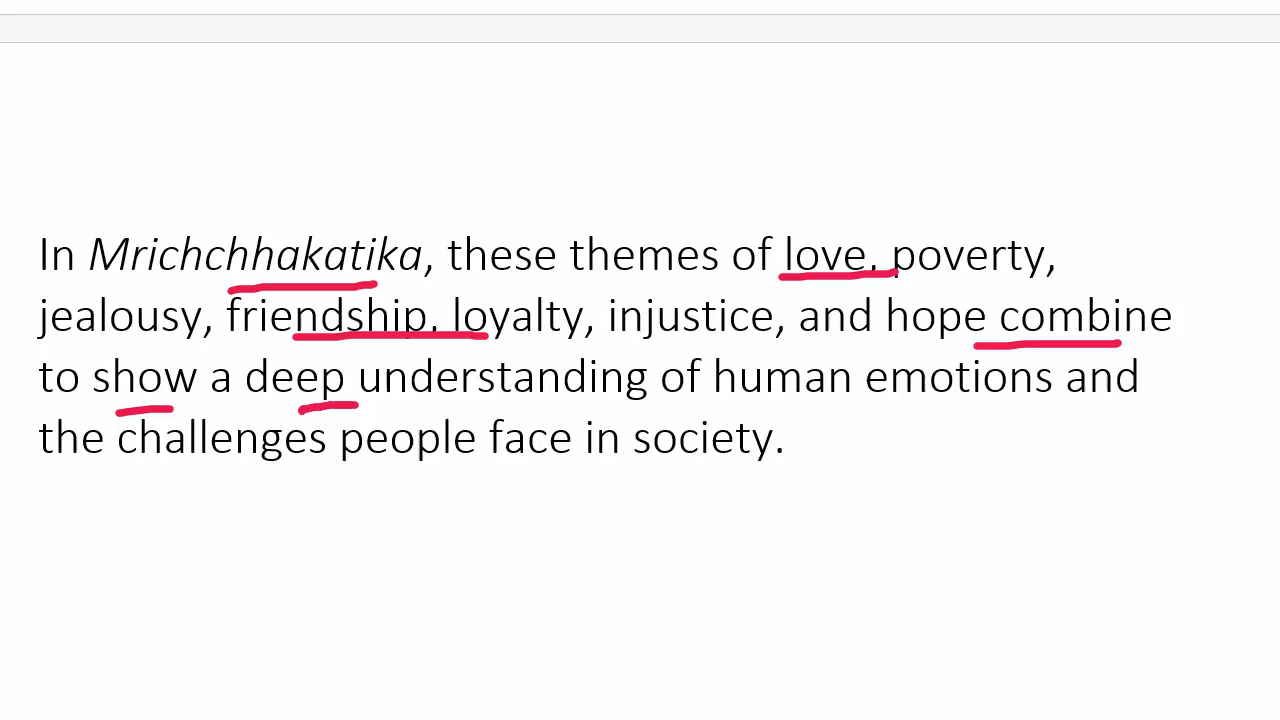 In Mrichchhakatika, these themes of love, poverty,
jealousy, friendship, loyalty, injustice, and hope combine
to show a deep understanding of human emotions and
the challenges people face in society.